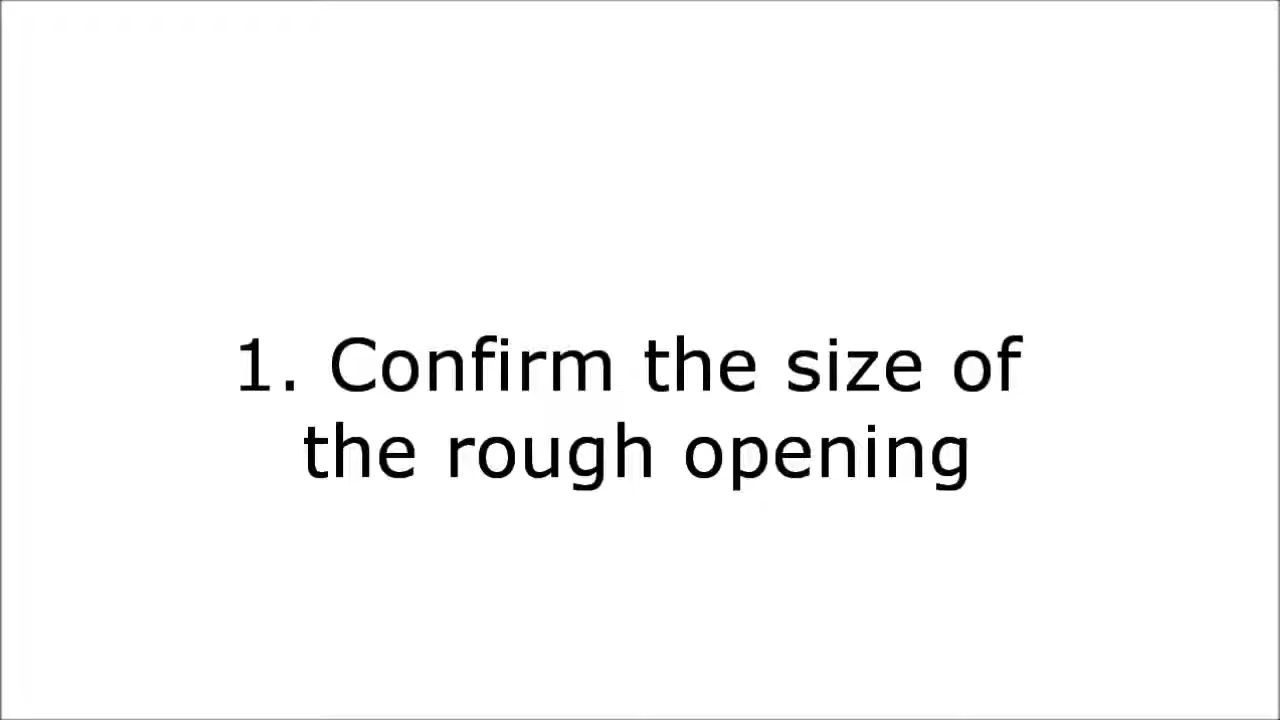 1. Confirm the size of
the rough opening